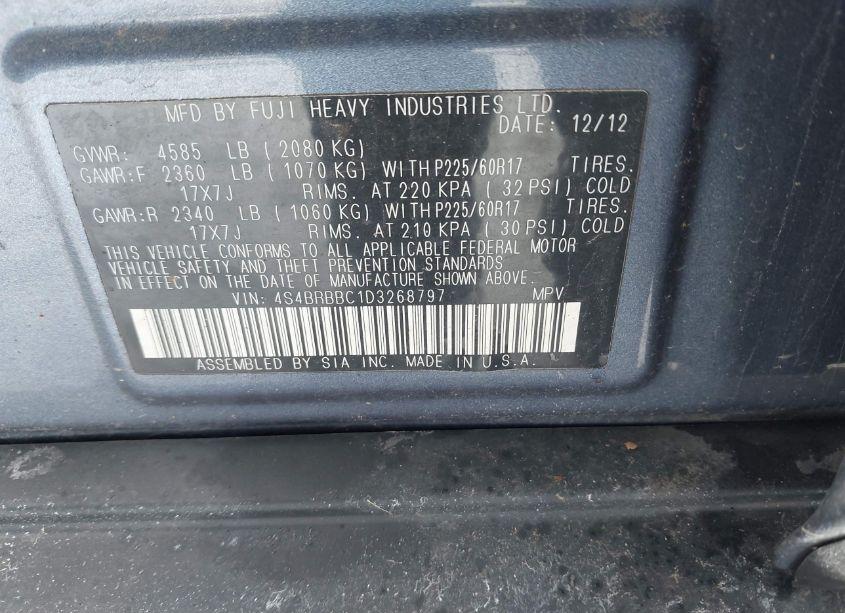 MFD BY FUJI HEAVY INDUSTRIES LTD.
DATE: 12/12
GVWR: 4585 LB ( 2080 KG)
GAWR:F 2360 LB ( 1070 KG) WITH P225/60R17 TIRES.
17X7J RIMS. AT 220 KPA ( 32 PSI) COLD
GAWR:R 2340 LB ( 1060 KG) WITH P225/60R17 TIRES.
17X7J RIMS. AT 210 KPA ( 30 PSI) COLD
THIS VEHICLE CONFORMS TO ALL APPLICABLE FEDERAL MOTOR
VEHICLE SAFETY AND THEFT PREVENTION STANDARDS
IN EFFECT ON THE DATE OF MANUFACTURE SHOWN ABOVE.
VIN: 4S4BRBBC1D3268797 MPV
ASSEMBLED BY SIA INC. MADE IN U.S.A.